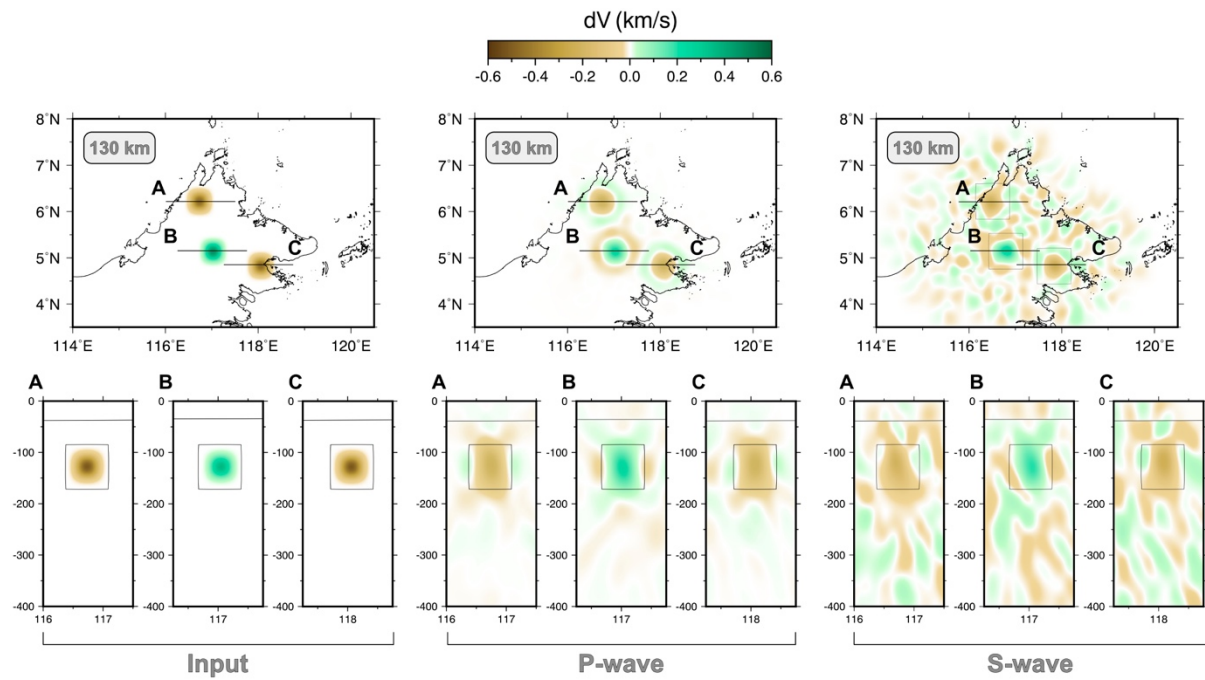 dV (km/s)
-0.6 -0.4 -0.2 0.0 0.2 0.4 0.6
8°N 8°N 8°N
130 km 130 km 130 km
7°N 7°N 7°N
A A A
6°N 6°N 6°N
B C B C B C
5°N 5°N 5°N
4°N 4°N 4°N
114°E 116°E 118°E 120°E 114°E 116°E 118°E 120°E 114°E 116°E 118°E 120°E
A B C A B C A B C
0 0 0 0 0 0 0 0 0
-100 -100 -100 -100 -100 -100 -100 -100 -100
-200 -200 -200 -200 -200 -200 -200 -200 -200
-300 -300 -300 -300 -300 -300 -300 -300 -300
-400 -400 -400 -400 -400 -400 -400 -400 -400
116 117 117 118 116 117 117 118 116 117 117 118
Input P-wave S-wave